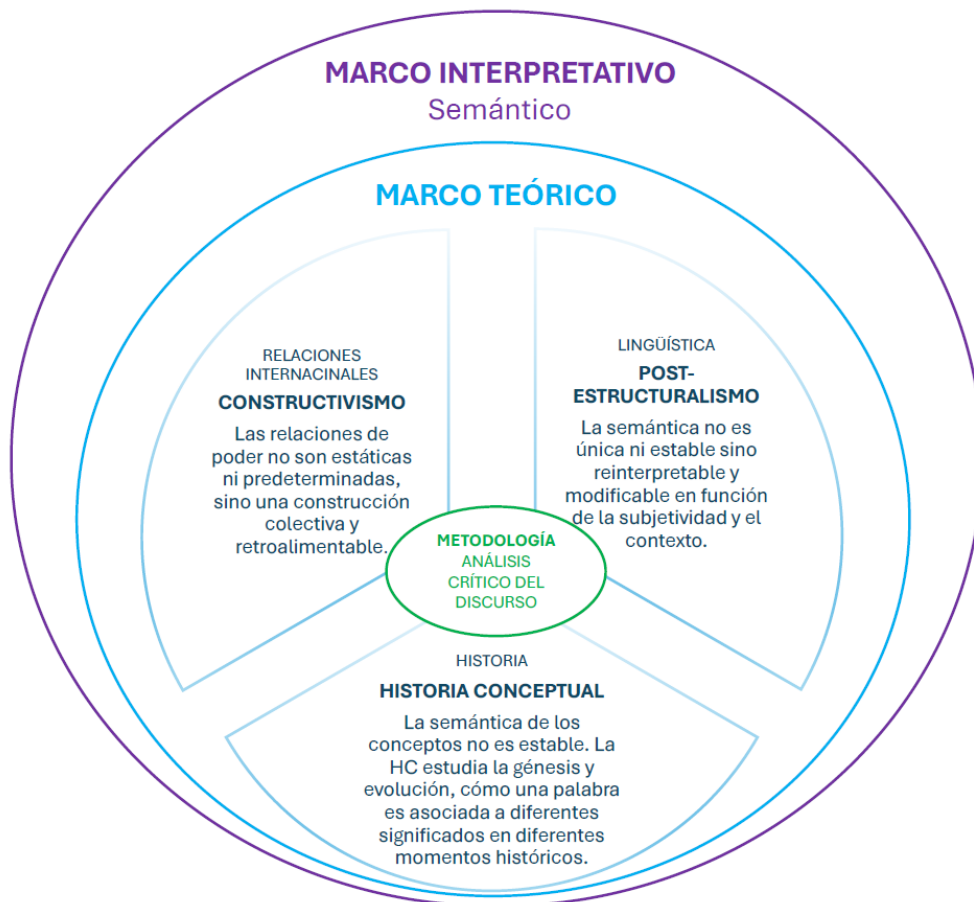 MARCO INTERPRETATIVO
Semántico
MARCO TEÓRICO
RELACIONES
INTERNACINALES
CONSTRUCTIVISMO
Las relaciones de
poder no son estáticas
ni predeterminadas,
sino una construcción
colectiva y
retroalimentable.
LINGÜÍSTICA
POST-
ESTRUCTURALISMO
La semántica no es
única ni estable sino
reinterpretable y
modificable en función
de la subjetividad y el
contexto.
METODOLOGÍA
ANÁLISIS
CRÍTICO DEL
DISCURSO
HISTORIA
HISTORIA CONCEPTUAL
La semántica de los
conceptos no es estable. La
HC estudia la génesis y
evolución, cómo una palabra
es asociada a diferentes
significados en diferentes
momentos históricos.